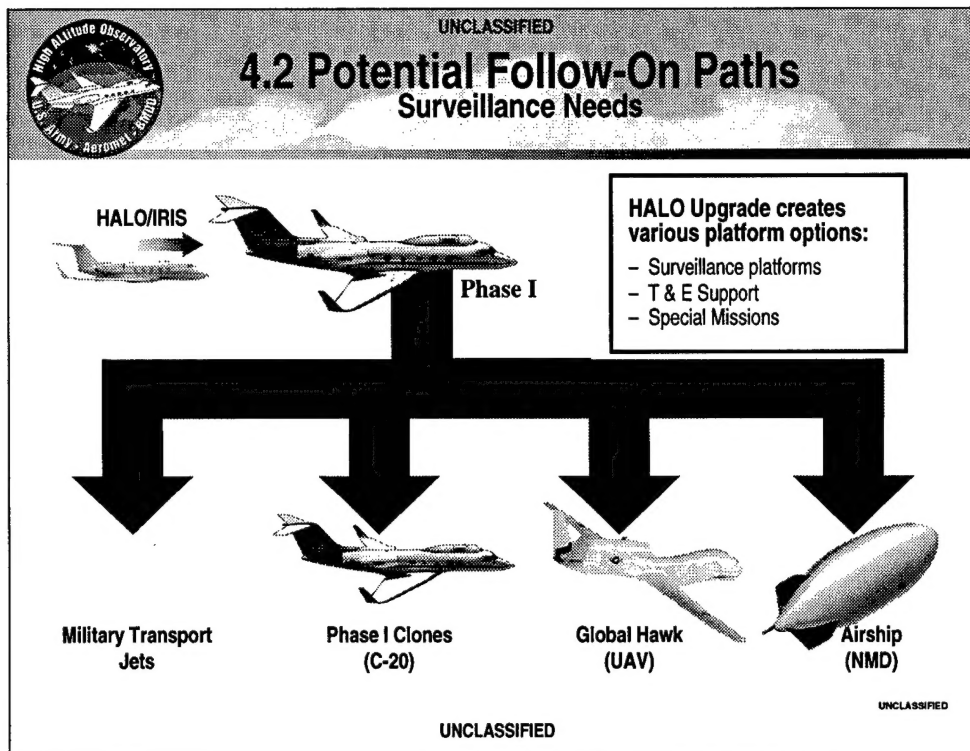 UNCLASSIFIED
High ALtitude Observatory
U.S. Army - Aeromet - BMDO
4.2 Potential Follow-On Paths
Surveillance Needs
HALO/IRIS
Phase I
HALO Upgrade creates
various platform options:
– Surveillance platforms
– T & E Support
– Special Missions
Military Transport
Jets
Phase I Clones
(C-20)
Global Hawk
(UAV)
Airship
(NMD)
UNCLASSIFIED
UNCLASSIFIED